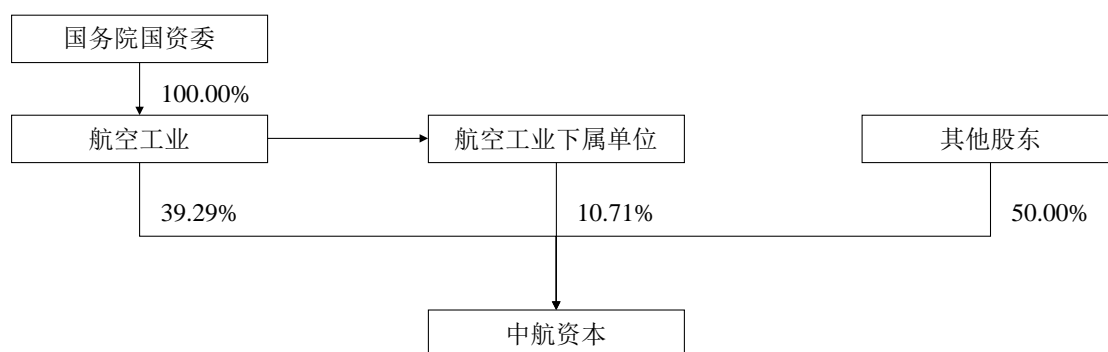 国务院国资委
100.00%
航空工业
航空工业下属单位
其他股东
39.29%
10.71%
50.00%
中航资本